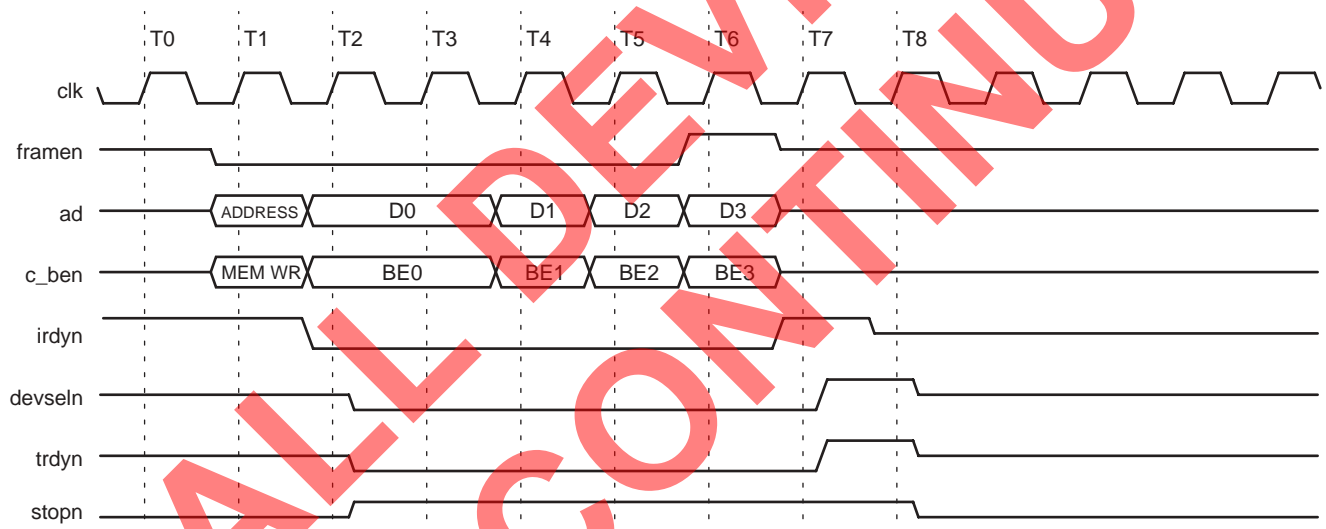 T0 T1 T2 T3 T4 T5 T6 T7 T8
clk
framen
ad ADDRESS D0 D1 D2 D3
c_ben MEM WR BE0 BE1 BE2 BE3
irdyn
devseln
trdyn
stopn
ALL DEV
CONTINU